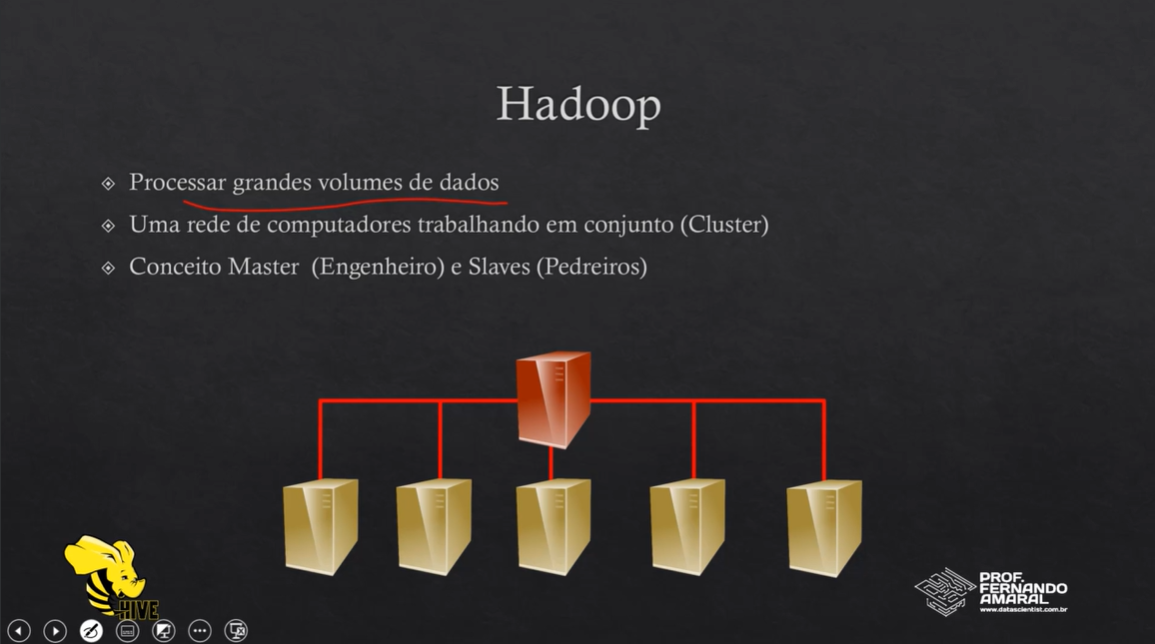 Hadoop
Processar grandes volumes de dados
Uma rede de computadores trabalhando em conjunto (Cluster)
Conceito Master  (Engenheiro) e Slaves (Pedreiros)
HIVE
PROF.
FERNANDO
AMARAL
www.datascientist.com.br